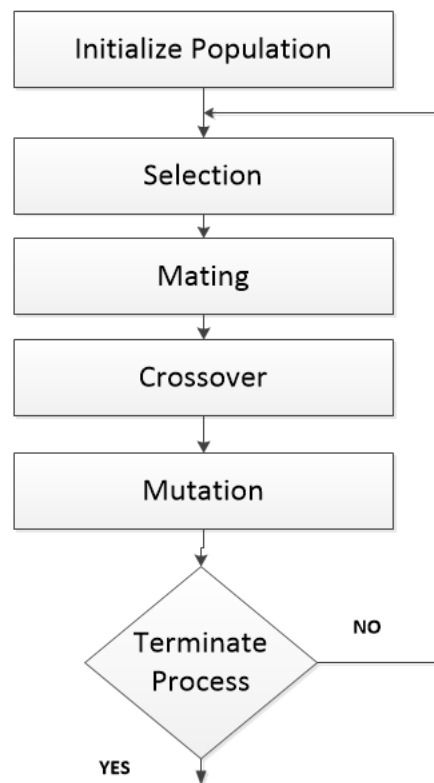 Initialize Population
Selection
Mating
Crossover
Mutation
Terminate
Process
NO
YES